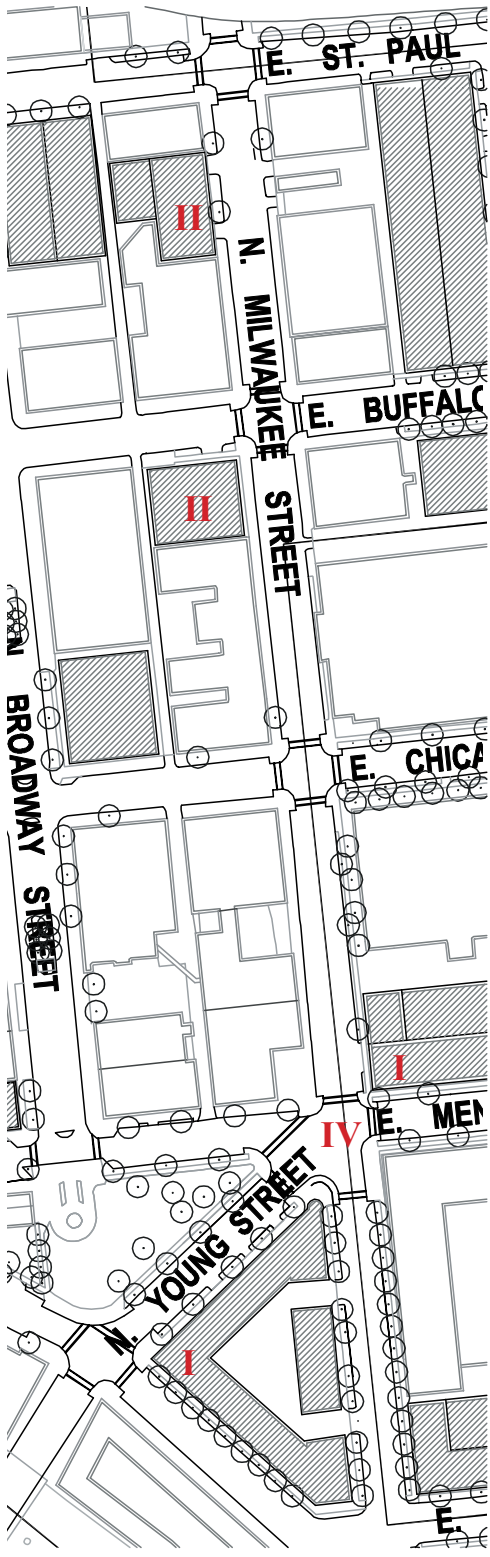 E. ST. PAUL
II
N. MILWAUKEE STREET
E. BUFFALO
II
N BROADWAY STREET
E. CHICA
I
IV
E. MEN
N. YOUNG STREET
I
E.